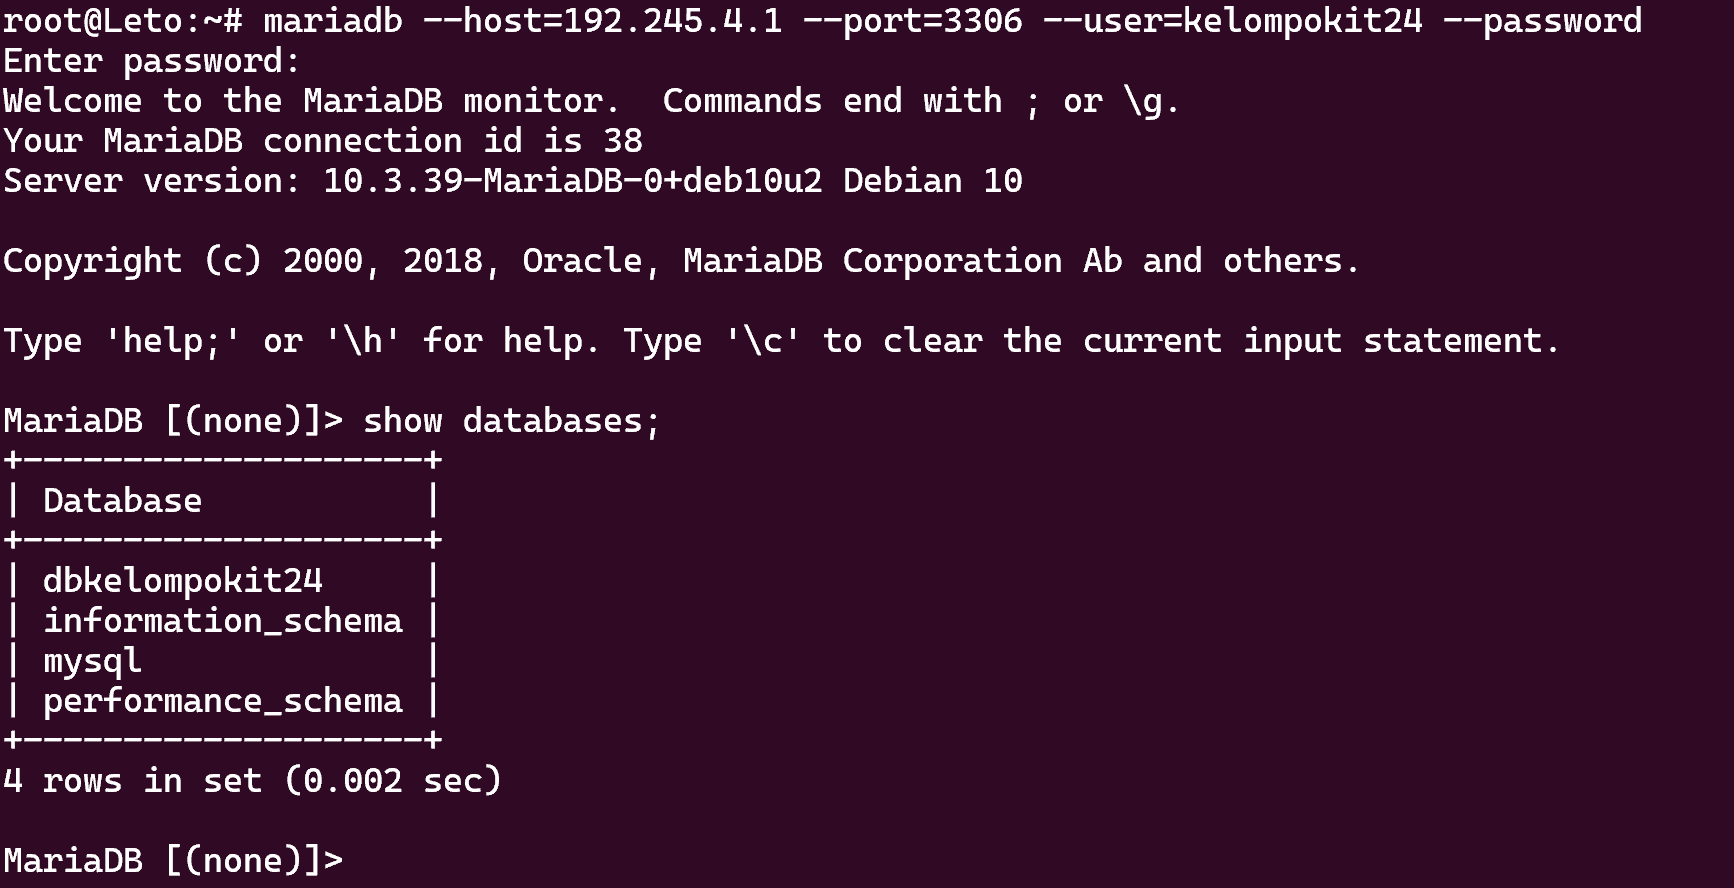 root@Leto:~# mariadb --host=192.245.4.1 --port=3306 --user=kelompokit24 --password
Enter password:
Welcome to the MariaDB monitor.  Commands end with ; or \g.
Your MariaDB connection id is 38
Server version: 10.3.39-MariaDB-0+deb10u2 Debian 10
Copyright (c) 2000, 2018, Oracle, MariaDB Corporation Ab and others.
Type 'help;' or '\h' for help. Type '\c' to clear the current input statement.
MariaDB [(none)]> show databases;
+--------------------+
| Database           |
+--------------------+
| dbkelompokit24     |
| information_schema |
| mysql              |
| performance_schema |
+--------------------+
4 rows in set (0.002 sec)
MariaDB [(none)]>